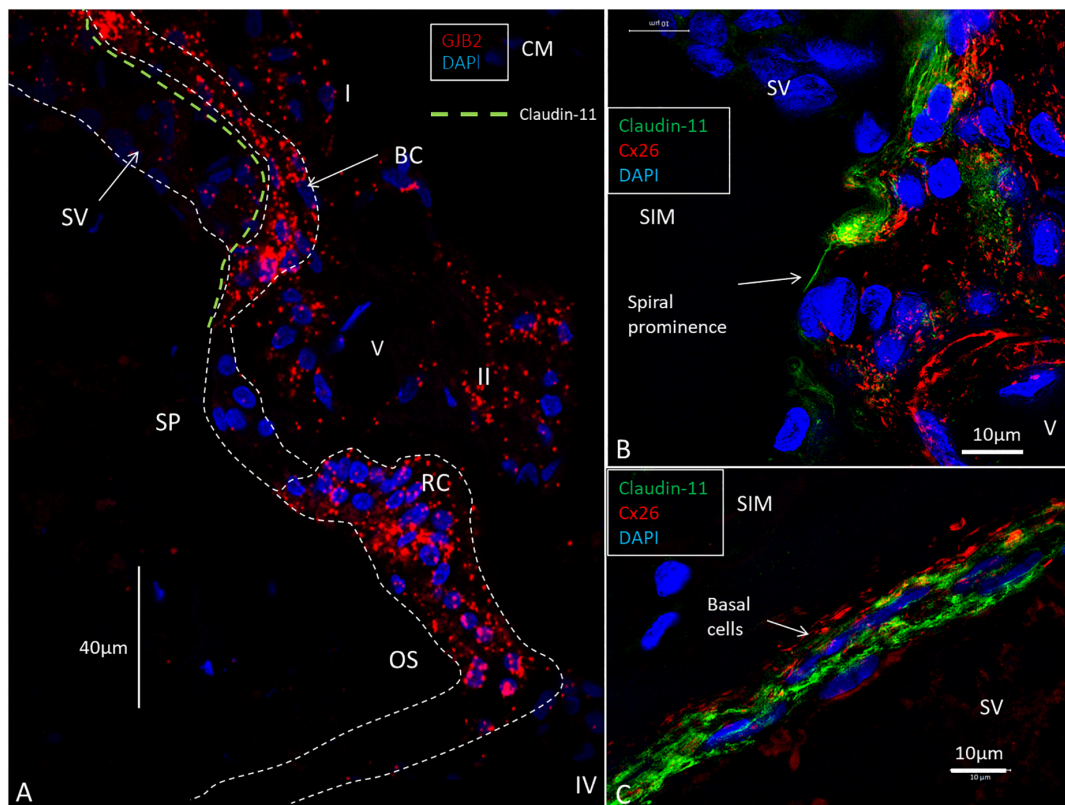 GJB2
DAPI
CM
Claudin-11
I
BC
SV
V
II
SP
RC
40µm
OS
IV
A
10 µm
SV
Claudin-11
Cx26
DAPI
SIM
Spiral
prominence
10µm
V
B
Claudin-11
Cx26
DAPI
SIM
Basal
cells
SV
10µm
10 µm
C